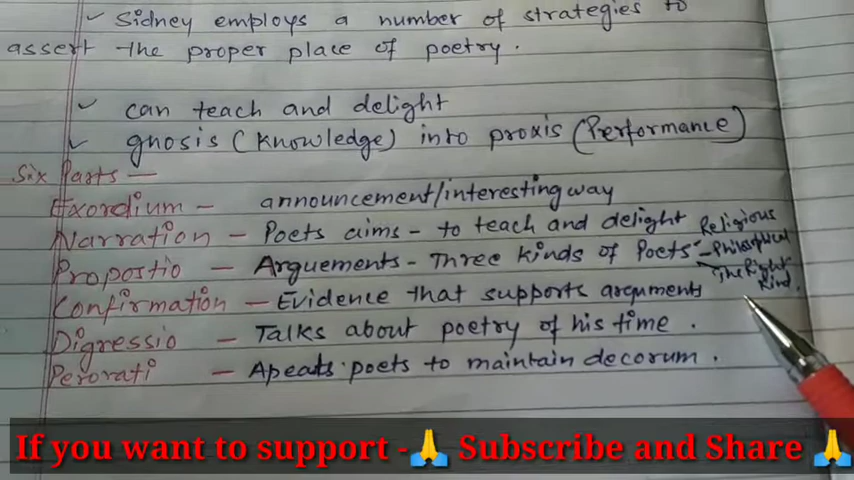 ✓ Sidney employs a number of strategies to
assert the proper place of poetry.
✓ can teach and delight
✓ gnosis (knowledge) into proxis (Performance)
Six Parts —
Exordium - announcement/interesting way
Narration - Poets aims - to teach and delight
Propostio - Arguements - Three kinds of Poets - Religious
- Philosophical
The Right
Kind.
Confirmation - Evidence that supports arguments
Digressio - Talks about poetry of his time.
Perorati - Apeals poets to maintain decorum.
If you want to support -🙏 Subscribe and Share 🙏